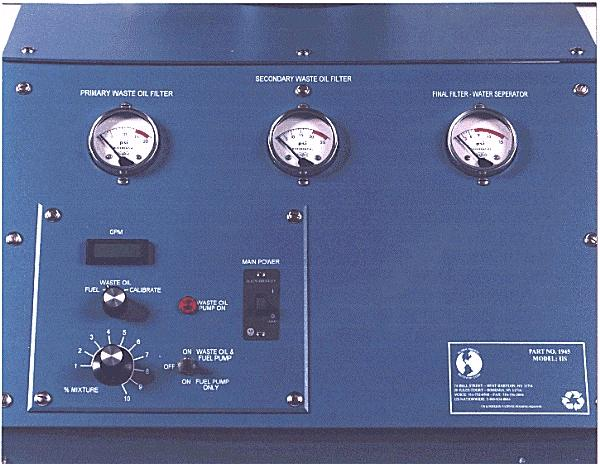 SECONDARY WASTE OIL FILTER
PRIMARY WASTE OIL FILTER
FINAL FILTER - WATER SEPERATOR
psi
psi
psi
GPM
MAIN POWER
WASTE OIL
FUEL
CALIBRATE
WASTE OIL
PUMP ON
1
2
3
4
5
6
7
8
9
10
% MIXTURE
ON WASTE OIL &
FUEL PUMP
OFF
ON FUEL PUMP
ONLY
PART NO. 1945
MODEL: IIS